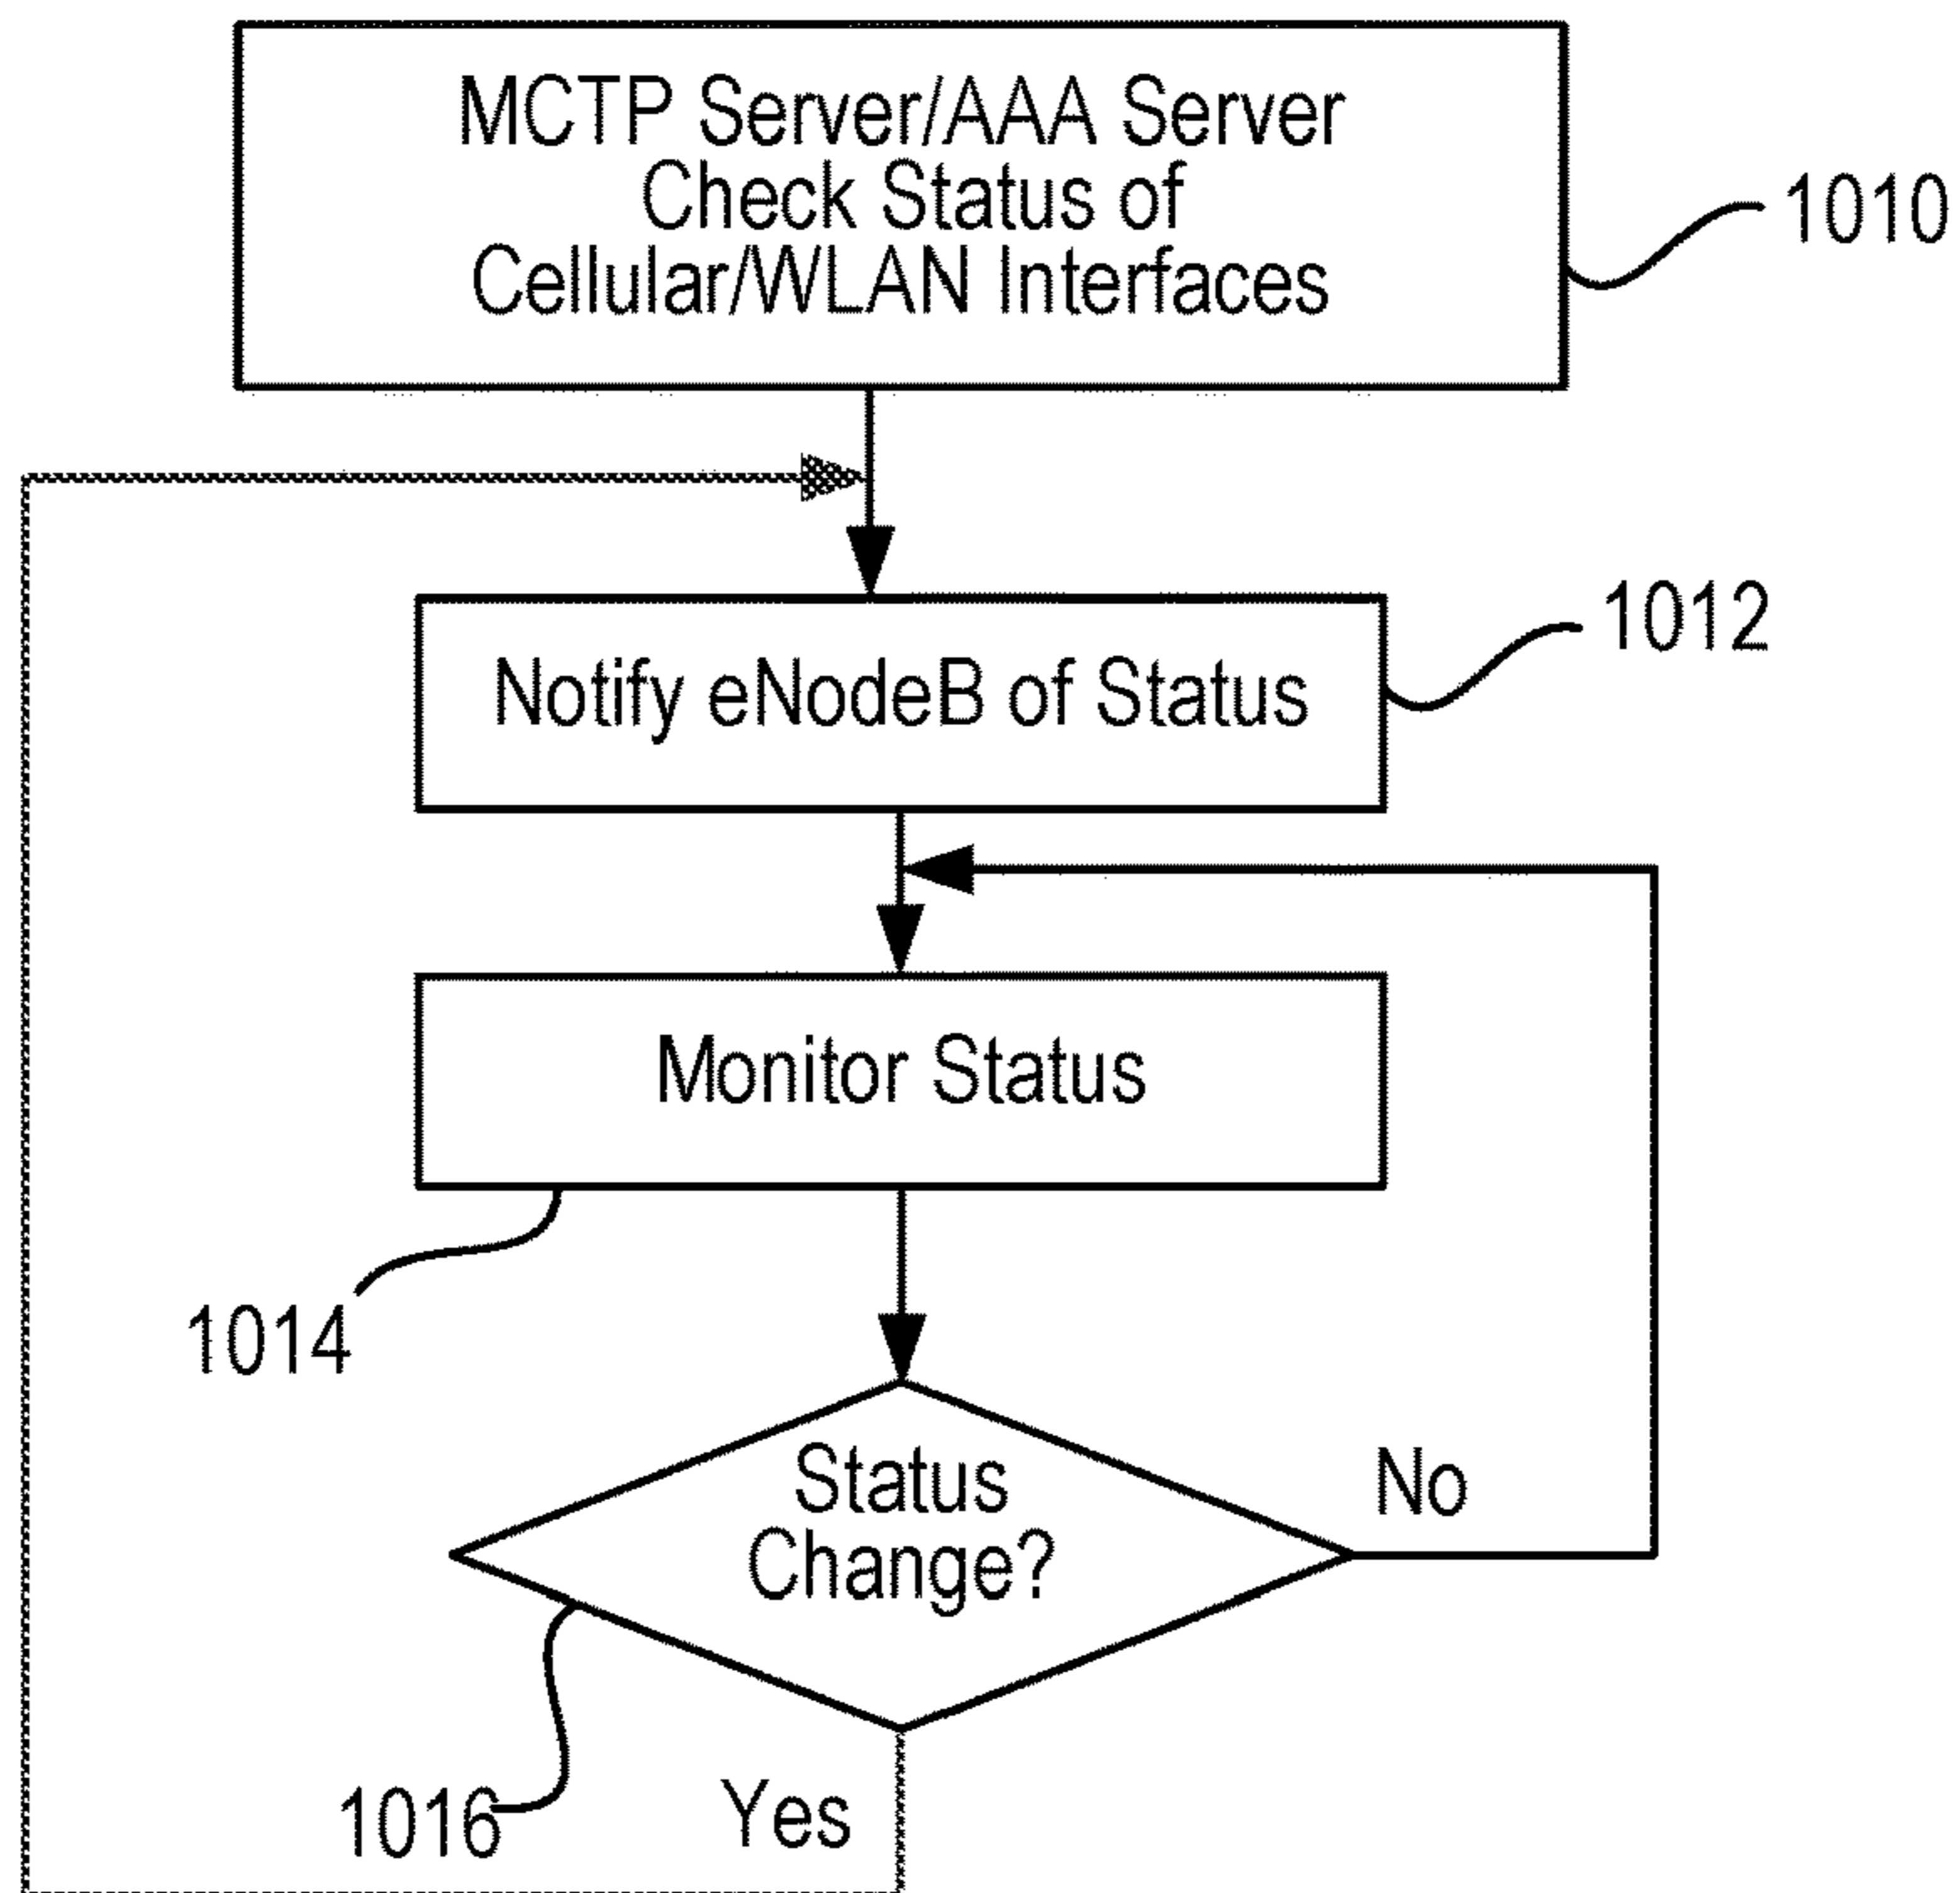 MCTP Server/AAA Server
Check Status of
Cellular/WLAN Interfaces
1010
Notify eNodeB of Status
1012
Monitor Status
1014
Status
Change?
No
1016
Yes